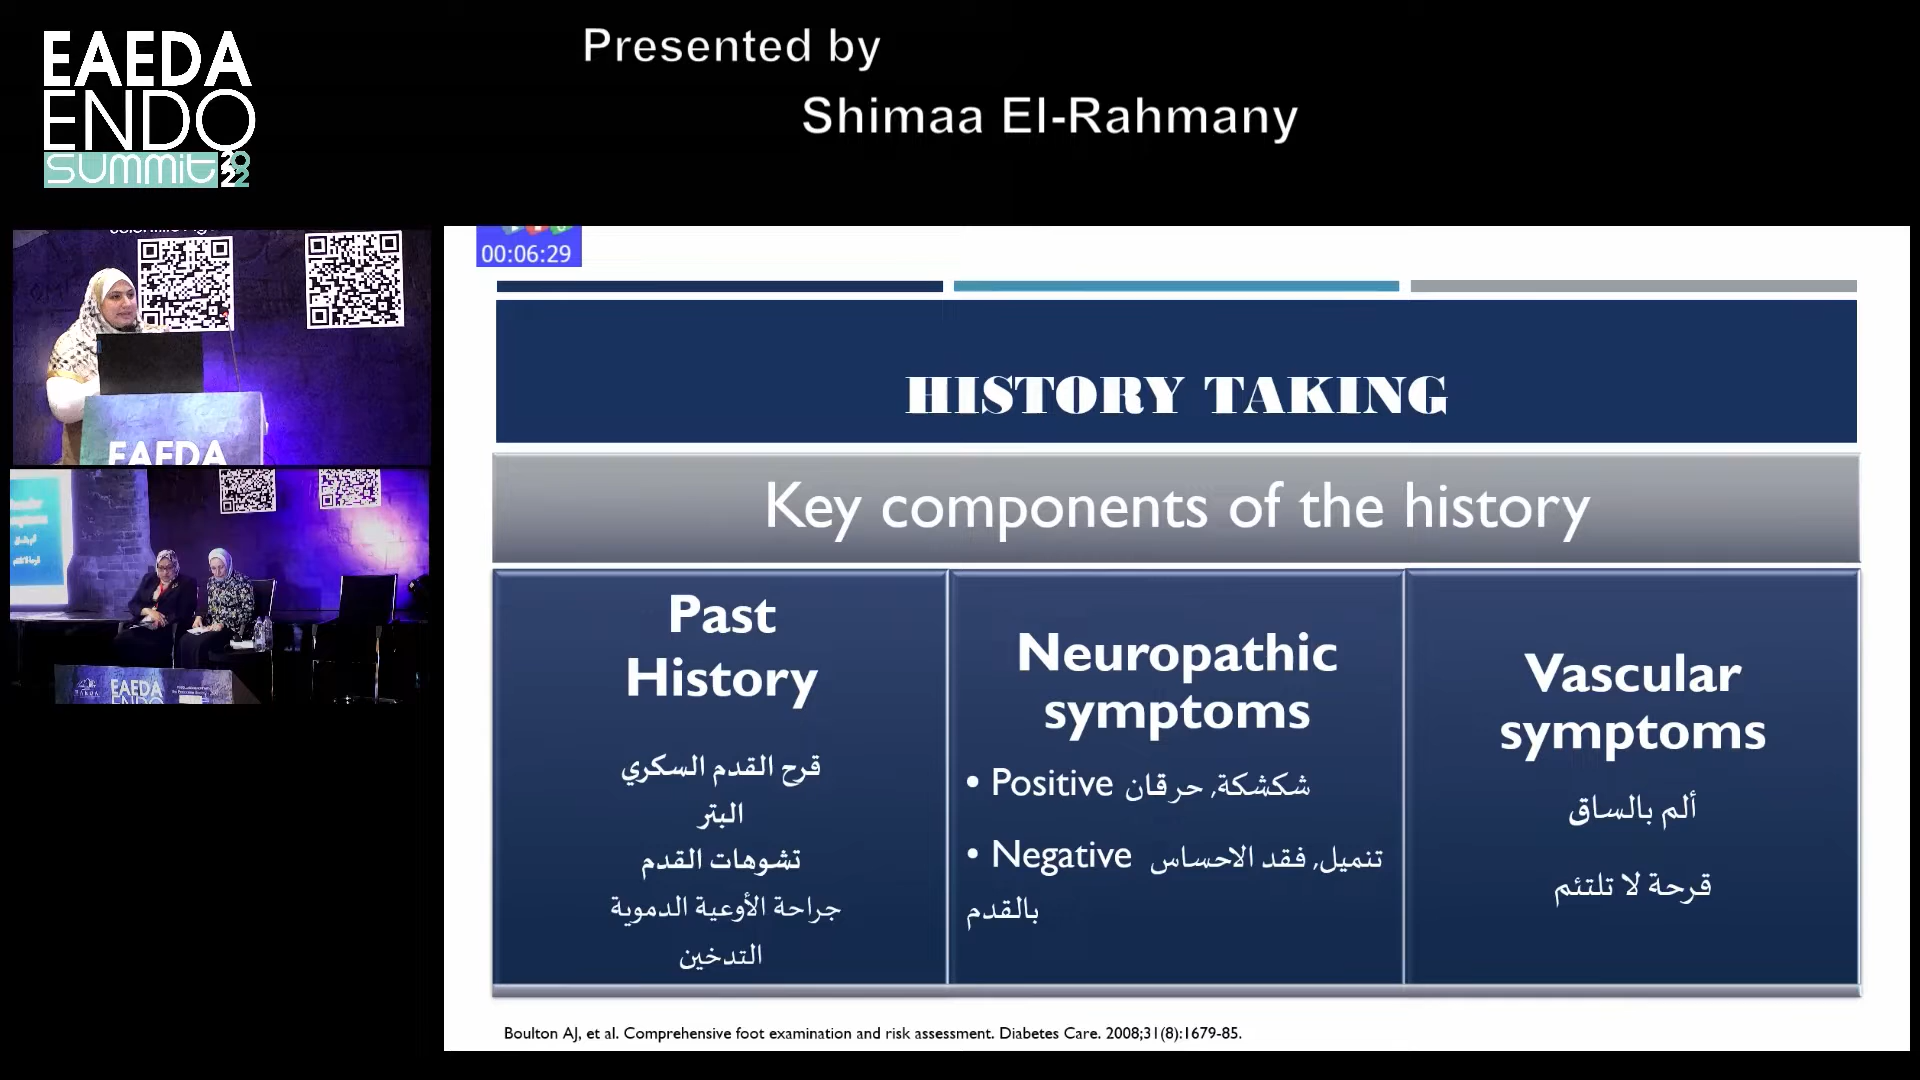 EAEDA
ENDO
summit 2022
Presented by
Shimaa El-Rahmany
00:06:29
EAEDA
EAEDA
HISTORY TAKING
Key components of the history
Past
History
قرح القدم السكري
البتر
تشوهات القدم
جراحة الأوعية الدموية
التدخين
Neuropathic
symptoms
• Positive شكشكة, حرقان
• Negative تنميل, فقد الاحساس
بالقدم
Vascular
symptoms
ألم بالساق
قرحة لا تلتئم
Boulton AJ, et al. Comprehensive foot examination and risk assessment. Diabetes Care. 2008;31(8):1679-85.